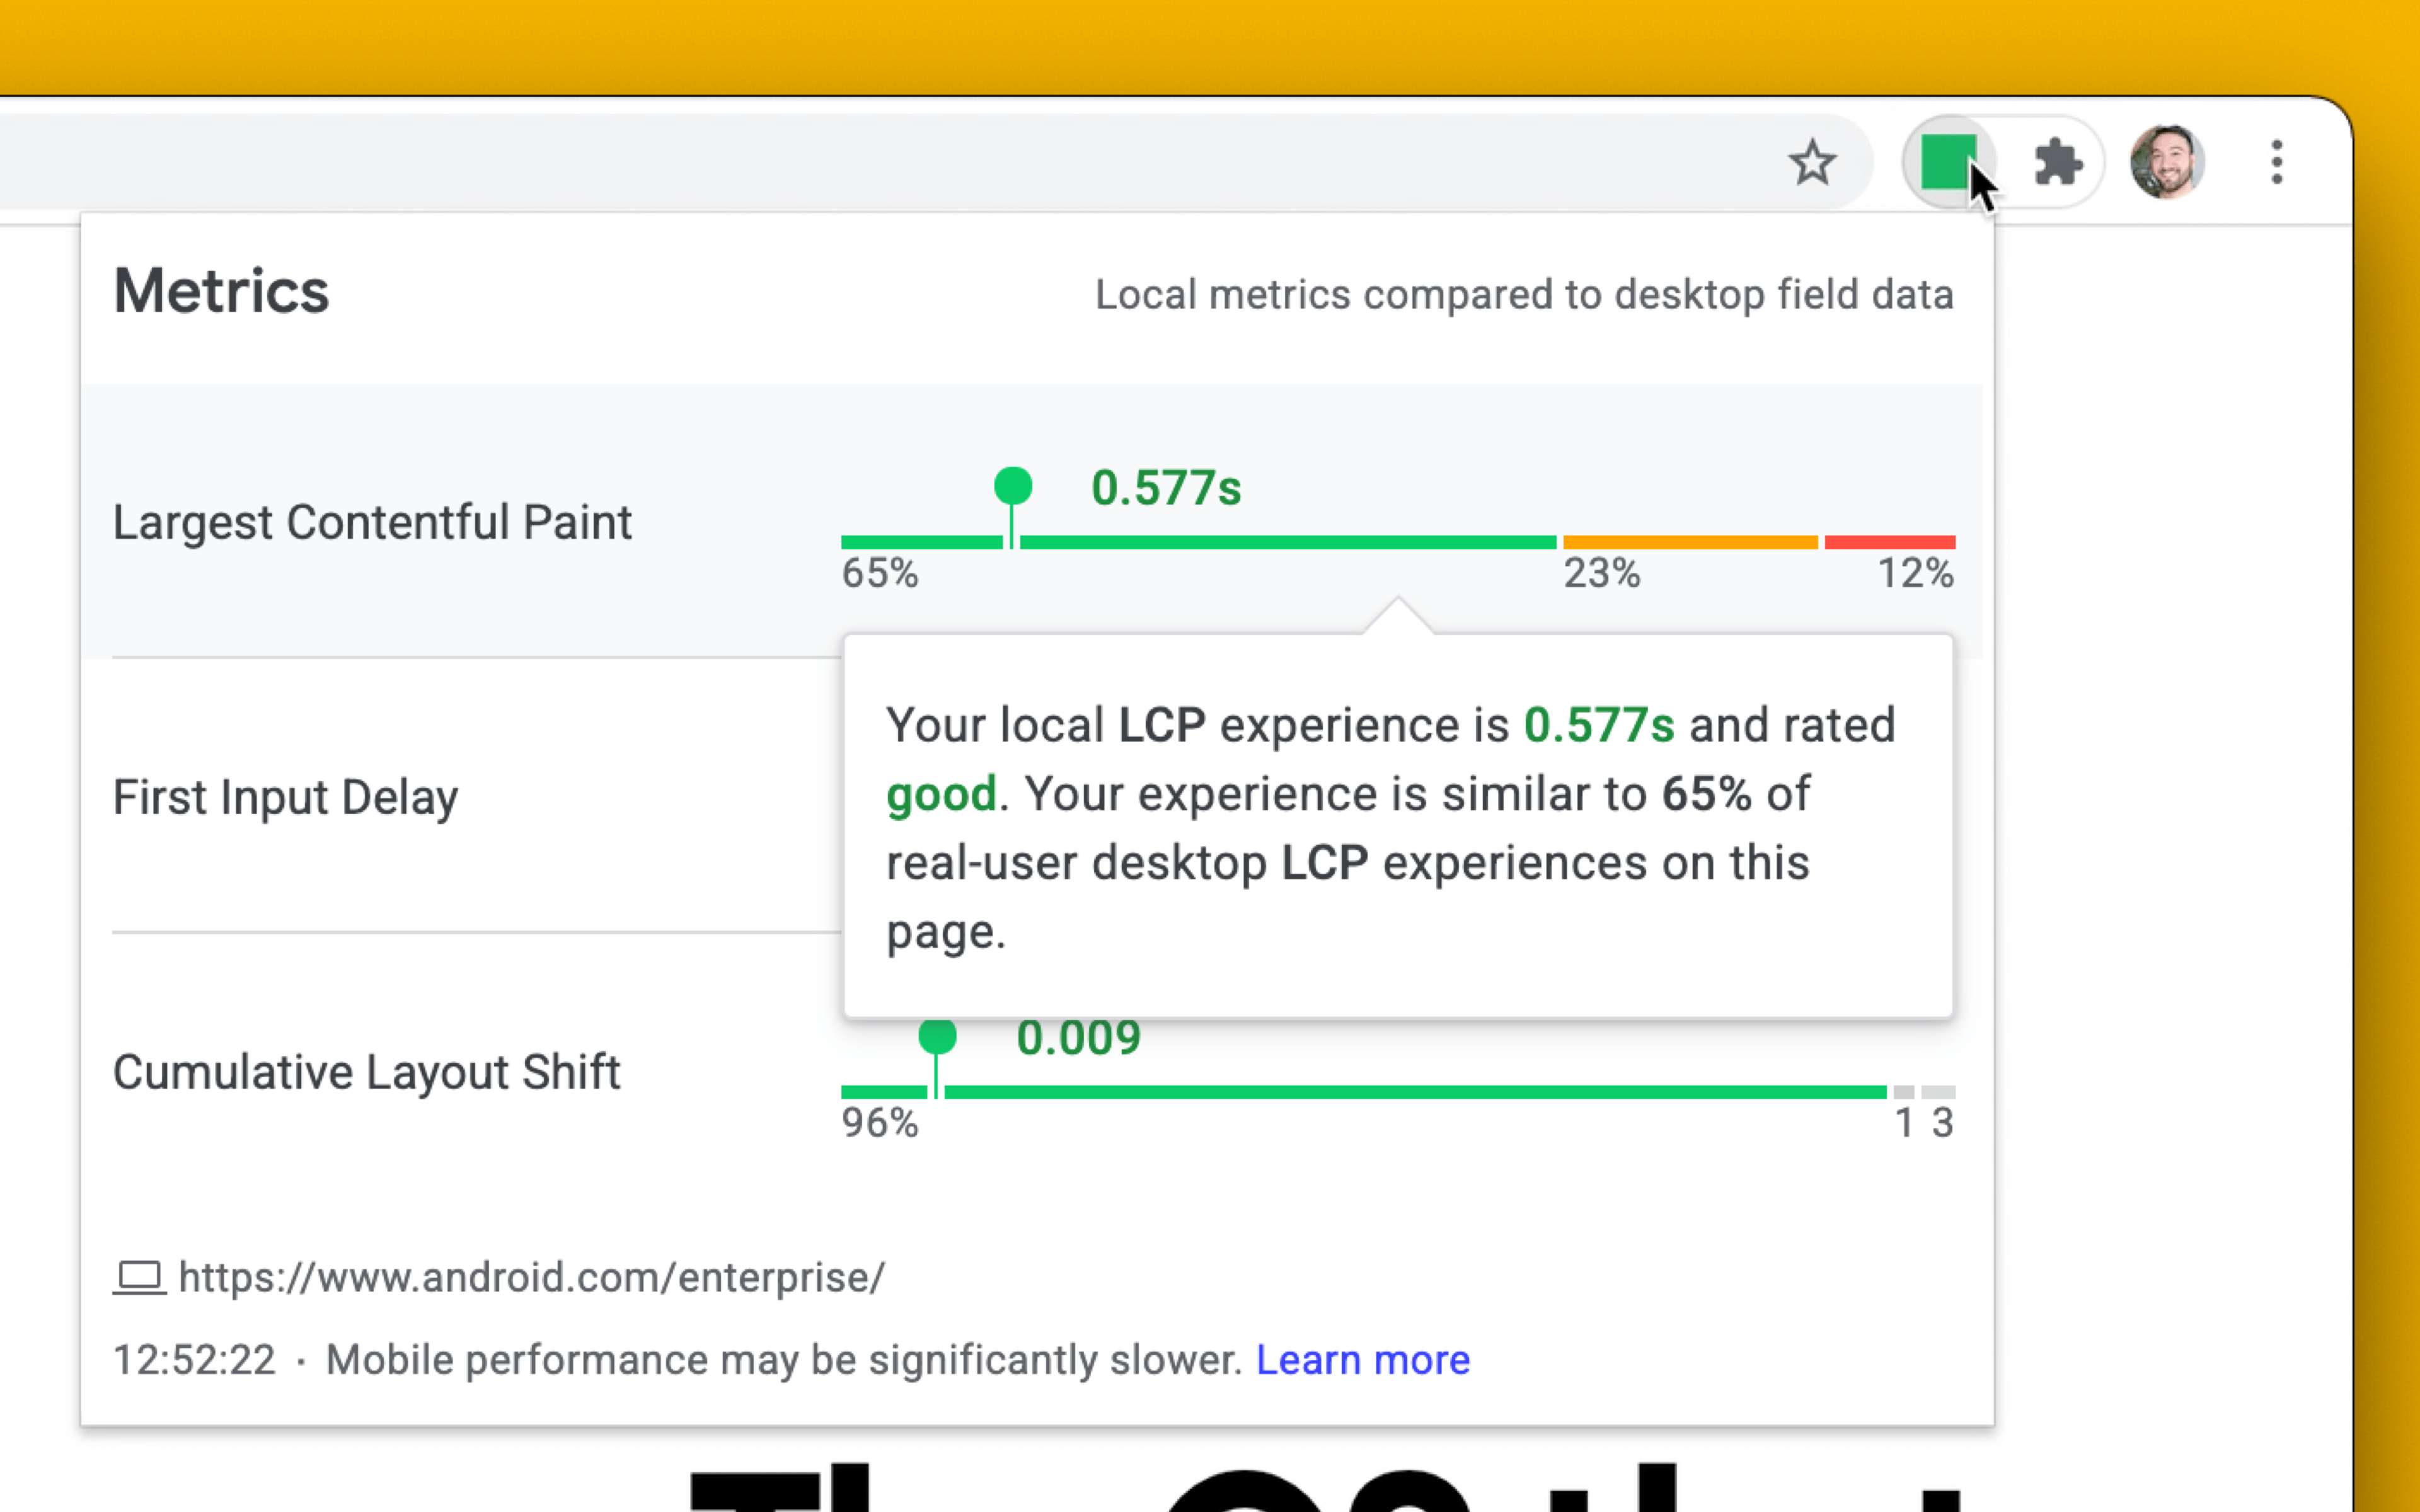 Metrics
Local metrics compared to desktop field data
Largest Contentful Paint
0.577s
65%
23%
12%
Your local LCP experience is 0.577s and rated
good. Your experience is similar to 65% of
real-user desktop LCP experiences on this
page.
First Input Delay
Cumulative Layout Shift
0.009
96%
1
3
https://www.android.com/enterprise/
12:52:22 · Mobile performance may be significantly slower. Learn more